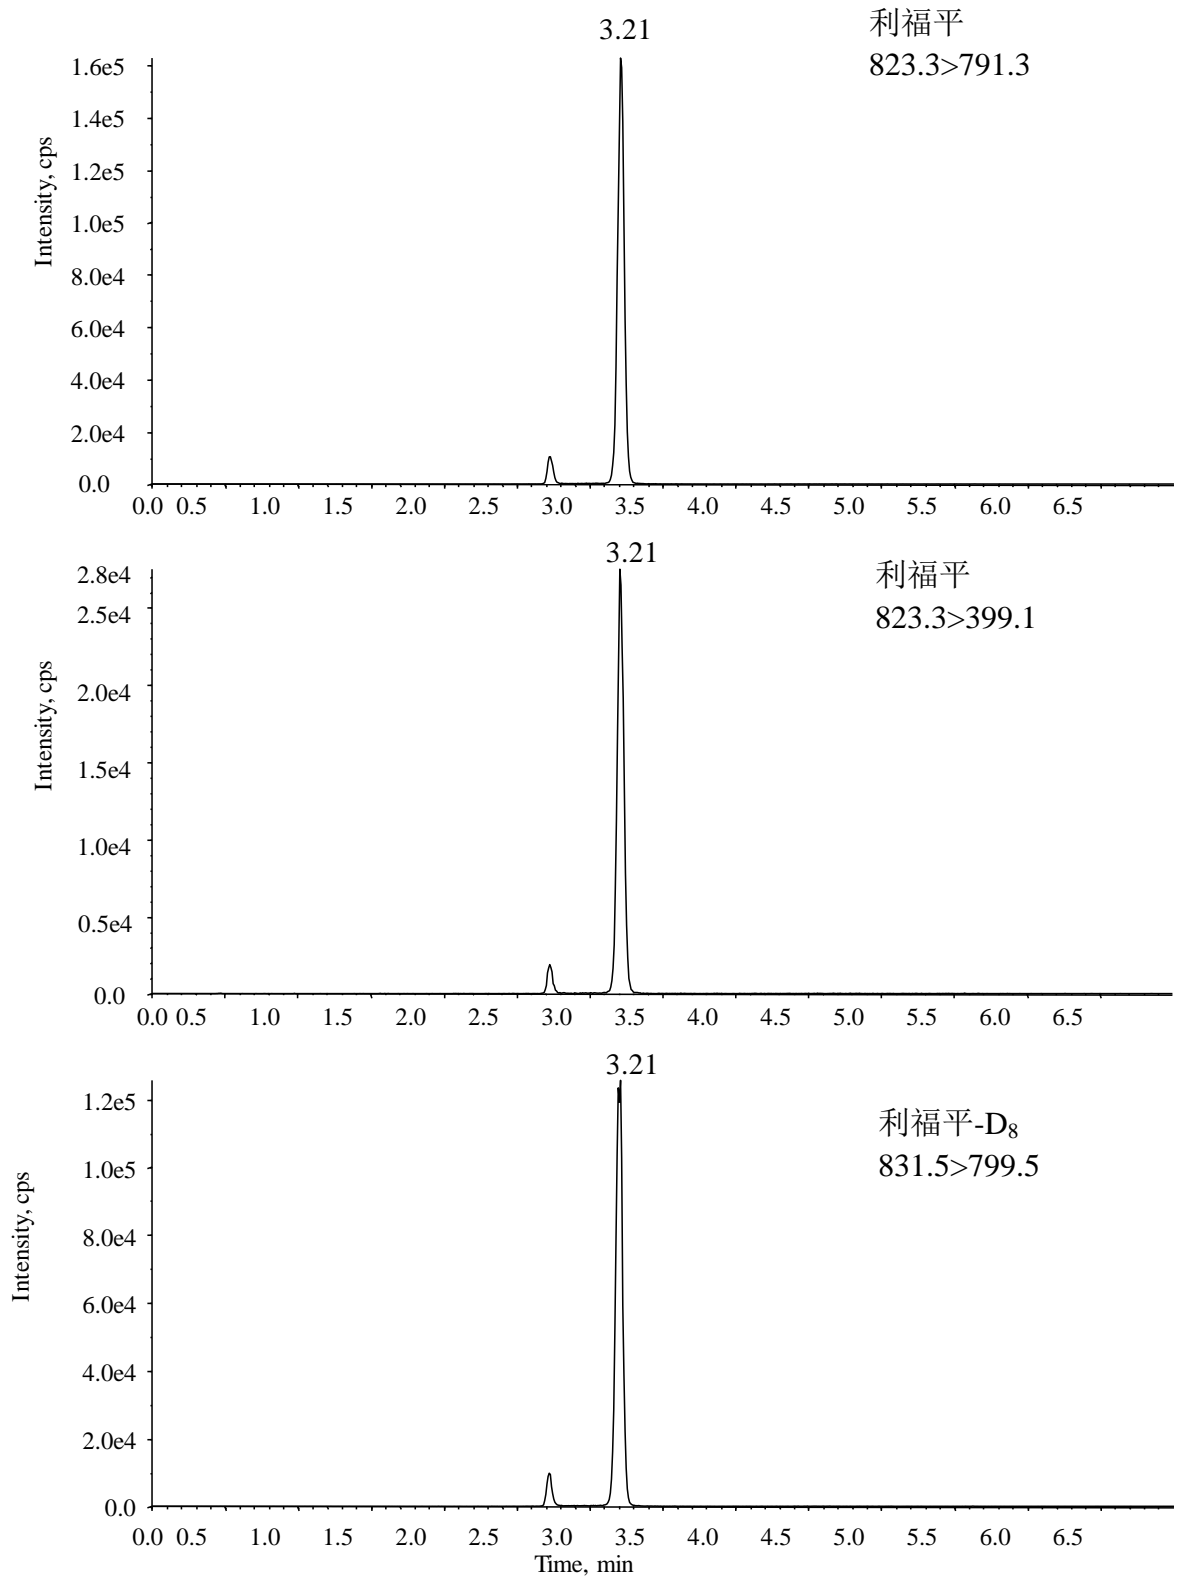 3.21
利福平
823.3>791.3
Intensity, cps
1.6e5
1.4e5
1.2e5
1.0e5
8.0e4
6.0e4
4.0e4
2.0e4
0.0
0.0 0.5 1.0 1.5 2.0 2.5 3.0 3.5 4.0 4.5 5.0 5.5 6.0 6.5
3.21
利福平
823.3>399.1
Intensity, cps
2.8e4
2.5e4
2.0e4
1.5e4
1.0e4
0.5e4
0.0
0.0 0.5 1.0 1.5 2.0 2.5 3.0 3.5 4.0 4.5 5.0 5.5 6.0 6.5
3.21
利福平-D₈
831.5>799.5
Intensity, cps
1.2e5
1.0e5
8.0e4
6.0e4
4.0e4
2.0e4
0.0
0.0 0.5 1.0 1.5 2.0 2.5 3.0 3.5 4.0 4.5 5.0 5.5 6.0 6.5
Time, min